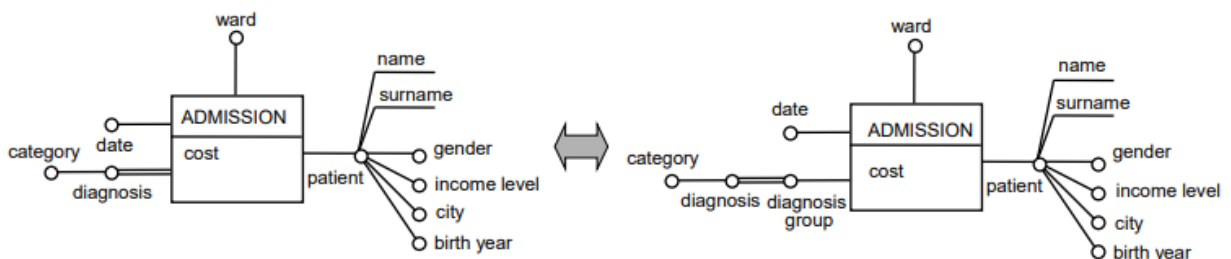 ward
name
surname
ADMISSION
date
cost
category
diagnosis
patient
gender
income level
city
birth year
ward
name
surname
date
ADMISSION
category
cost
diagnosis
diagnosis
group
patient
gender
income level
city
birth year